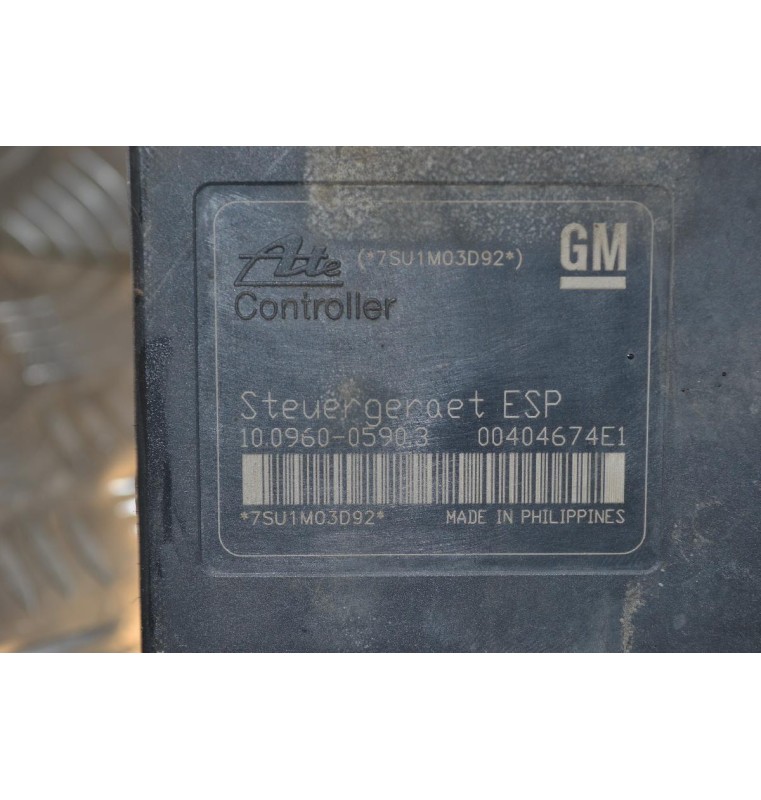 Ate (*7SU1M03D92*) GM
Controller
Steuergeraet ESP
10.0960-0590.3 00404674E1
*7SU1M03D92* MADE IN PHILIPPINES